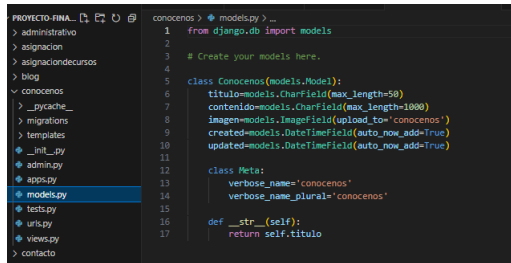 PROYECTO-FINA...
> administrativo
> asignacion
> asignaciondecursos
> blog
conocenos
> __pycache__
> migrations
> templates
__init__.py
admin.py
apps.py
models.py
tests.py
urls.py
views.py
> contacto
conocenos > models.py > ...
1 from django.db import models
2
3 # Create your models here.
4
5 class Conocenos(models.Model):
6 titulo=models.CharField(max_length=50)
7 contenido=models.CharField(max_length=1000)
8 imagen=models.ImageField(upload_to='conocenos')
9 created=models.DateTimeField(auto_now_add=True)
10 updated=models.DateTimeField(auto_now_add=True)
11
12 class Meta:
13 verbose_name='conocenos'
14 verbose_name_plural='conocenos'
15
16 def __str__(self):
17 return self.titulo